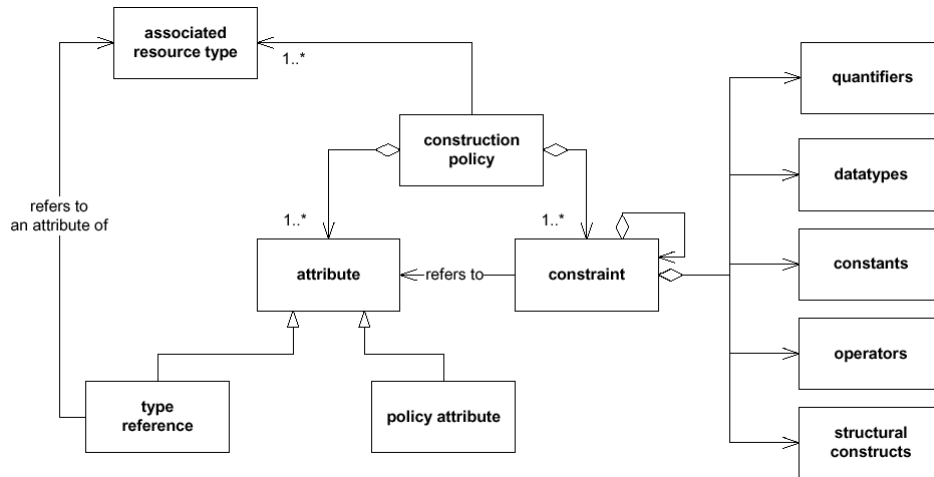 associated
resource type
1..*
quantifiers
construction
policy
datatypes
refers to
an attribute of
1..*
1..*
attribute
refers to
constraint
constants
operators
type
reference
policy attribute
structural
constructs